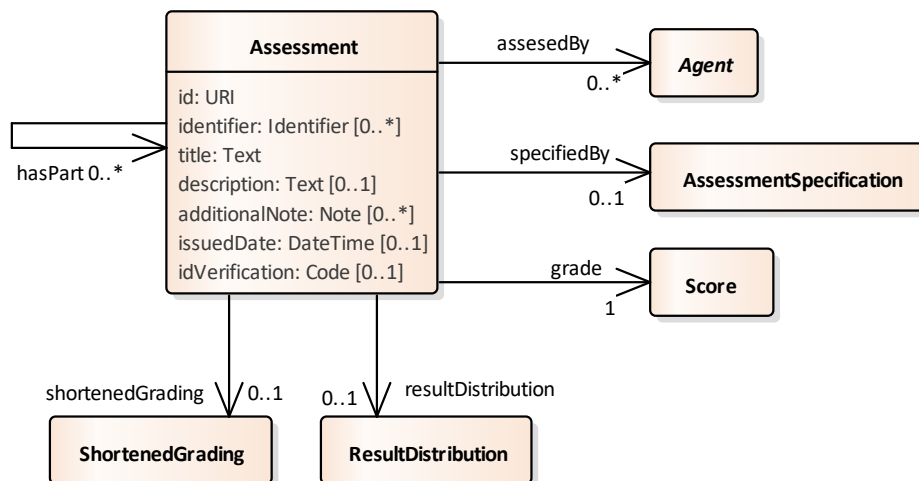 Assessment
id: URI
identifier: Identifier [0..*]
title: Text
description: Text [0..1]
additionalNote: Note [0..*]
issuedDate: DateTime [0..1]
idVerification: Code [0..1]
hasPart 0..*
assesedBy
0..*
Agent
specifiedBy
0..1
AssessmentSpecification
grade
1
Score
shortenedGrading
0..1
ShortenedGrading
resultDistribution
0..1
ResultDistribution